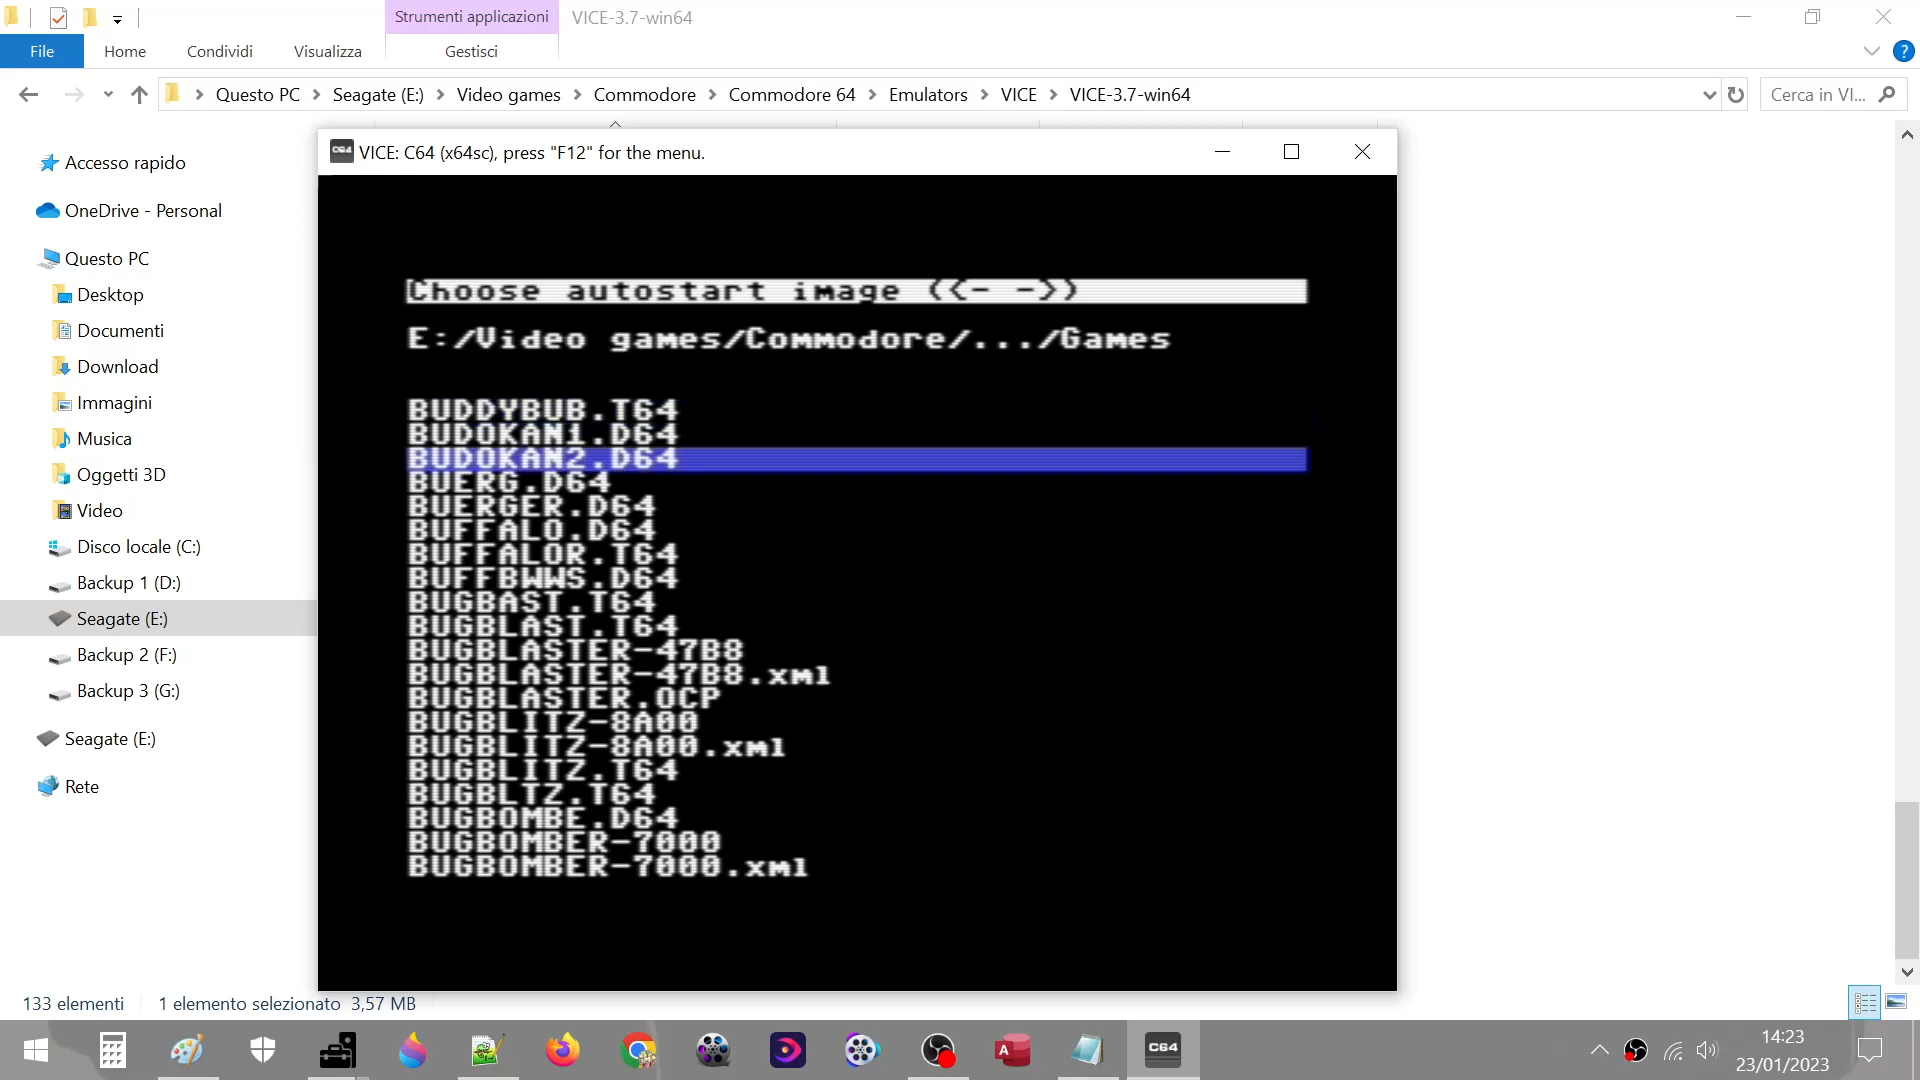 Strumenti applicazioni
VICE-3.7-win64
File
Home
Condividi
Visualizza
Gestisci
?
Questo PC
Seagate (E:)
Video games
Commodore
Commodore 64
Emulators
VICE
VICE-3.7-win64
Cerca in VI...
Accesso rapido
OneDrive - Personal
Questo PC
Desktop
Documenti
Download
Immagini
Musica
Oggetti 3D
Video
Disco locale (C:)
Backup 1 (D:)
Seagate (E:)
Backup 2 (F:)
Backup 3 (G:)
Seagate (E:)
Rete
C64
VICE: C64 (x64sc), press "F12" for the menu.
Choose autostart image ((- -))
E:/Video games/Commodore/.../Games
BUDDYBUB.T64
BUDOKAN1.D64
BUDOKAN2.D64
BUERG.D64
BUERGER.D64
BUFFALO.D64
BUFFALOR.T64
BUFFBWWS.D64
BUGBAST.T64
BUGBLAST.T64
BUGBLASTER-47B8
BUGBLASTER-47B8.xml
BUGBLASTER.OCP
BUGBLITZ-8A00
BUGBLITZ-8A00.xml
BUGBLITZ.T64
BUGBLTZ.T64
BUGBOMBE.D64
BUGBOMBER-7000
BUGBOMBER-7000.xml
133 elementi
1 elemento selezionato 3,57 MB
A
C64
14:23
23/01/2023